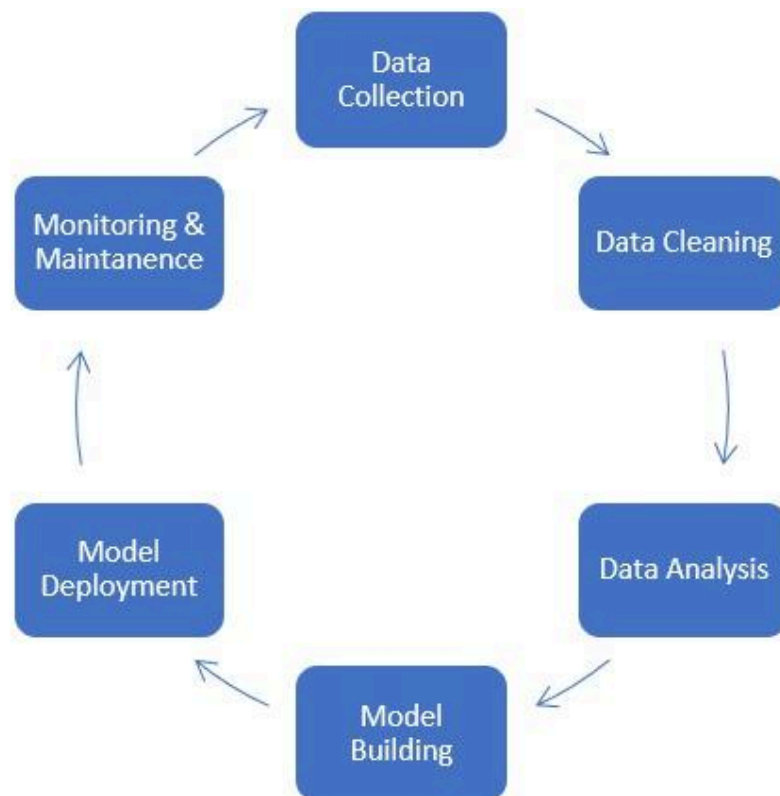 Data
Collection
Data Cleaning
Data Analysis
Model
Building
Model
Deployment
Monitoring &
Maintanence